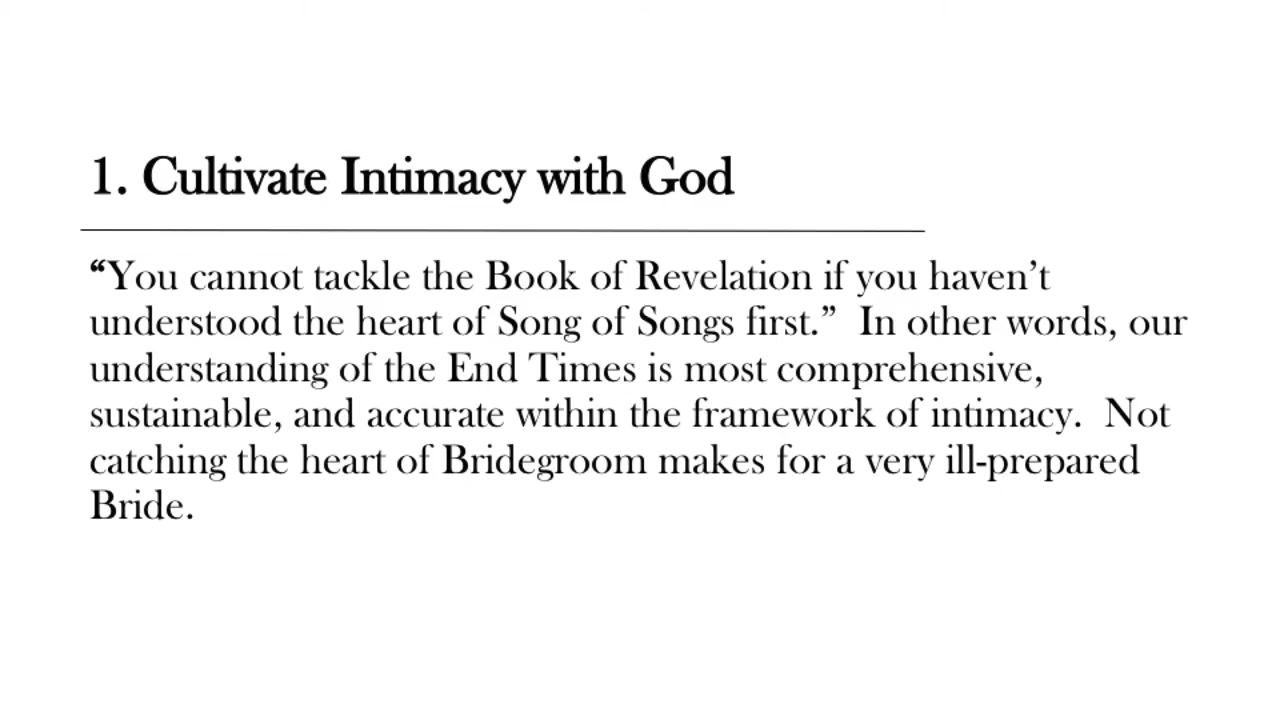 1. Cultivate Intimacy with God
“You cannot tackle the Book of Revelation if you haven’t
understood the heart of Song of Songs first.”  In other words, our
understanding of the End Times is most comprehensive,
sustainable, and accurate within the framework of intimacy.  Not
catching the heart of Bridegroom makes for a very ill-prepared
Bride.